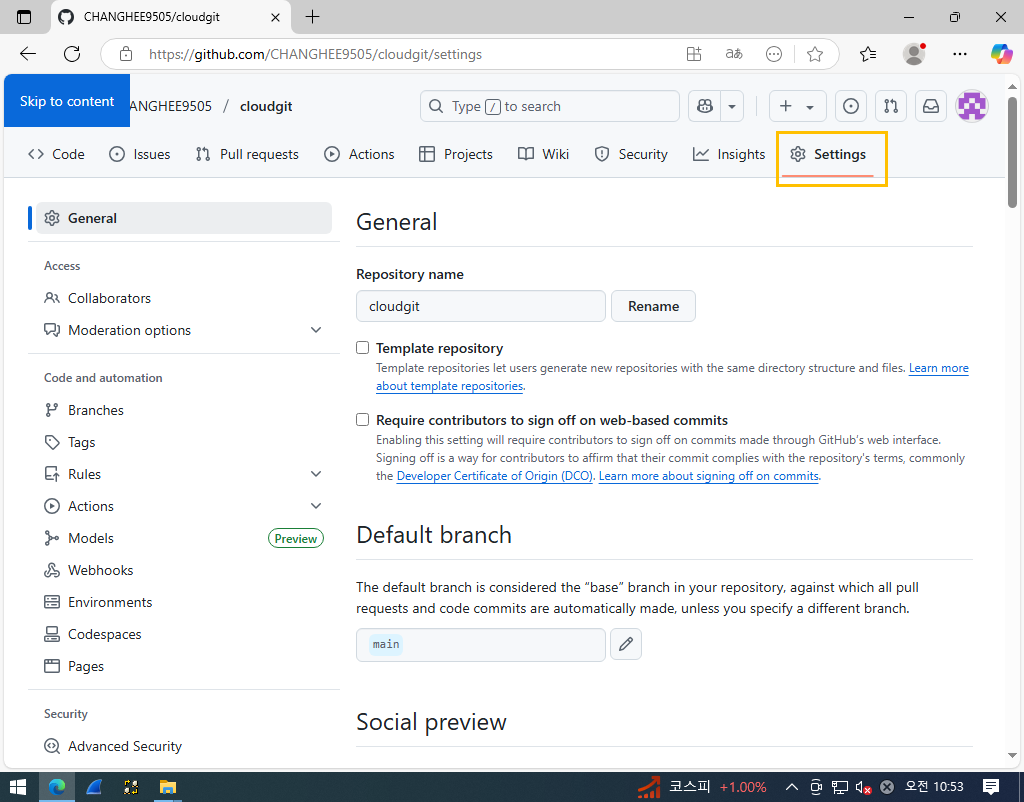 CHANGHEE9505/cloudgit
https://github.com/CHANGHEE9505/cloudgit/settings
aあ
Skip to content
ANGHEE9505 / cloudgit
Type / to search
Code Issues Pull requests Actions Projects Wiki Security Insights Settings
General
Access
Collaborators
Moderation options
Code and automation
Branches
Tags
Rules
Actions
Models Preview
Webhooks
Environments
Codespaces
Pages
Security
Advanced Security
General
Repository name
cloudgit Rename
Template repository
Template repositories let users generate new repositories with the same directory structure and files. Learn more
about template repositories.
Require contributors to sign off on web-based commits
Enabling this setting will require contributors to sign off on commits made through GitHub's web interface.
Signing off is a way for contributors to affirm that their commit complies with the repository's terms, commonly
the Developer Certificate of Origin (DCO). Learn more about signing off on commits.
Default branch
The default branch is considered the “base” branch in your repository, against which all pull
requests and code commits are automatically made, unless you specify a different branch.
main
Social preview
코스피 +1.00% 오전 10:53